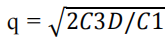 q = √2C3D/C1